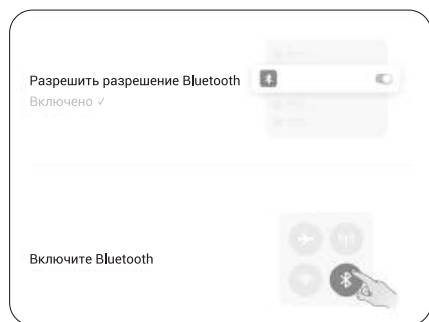 Разрешить разрешение Bluetooth
Включено ✓
Включите Bluetooth